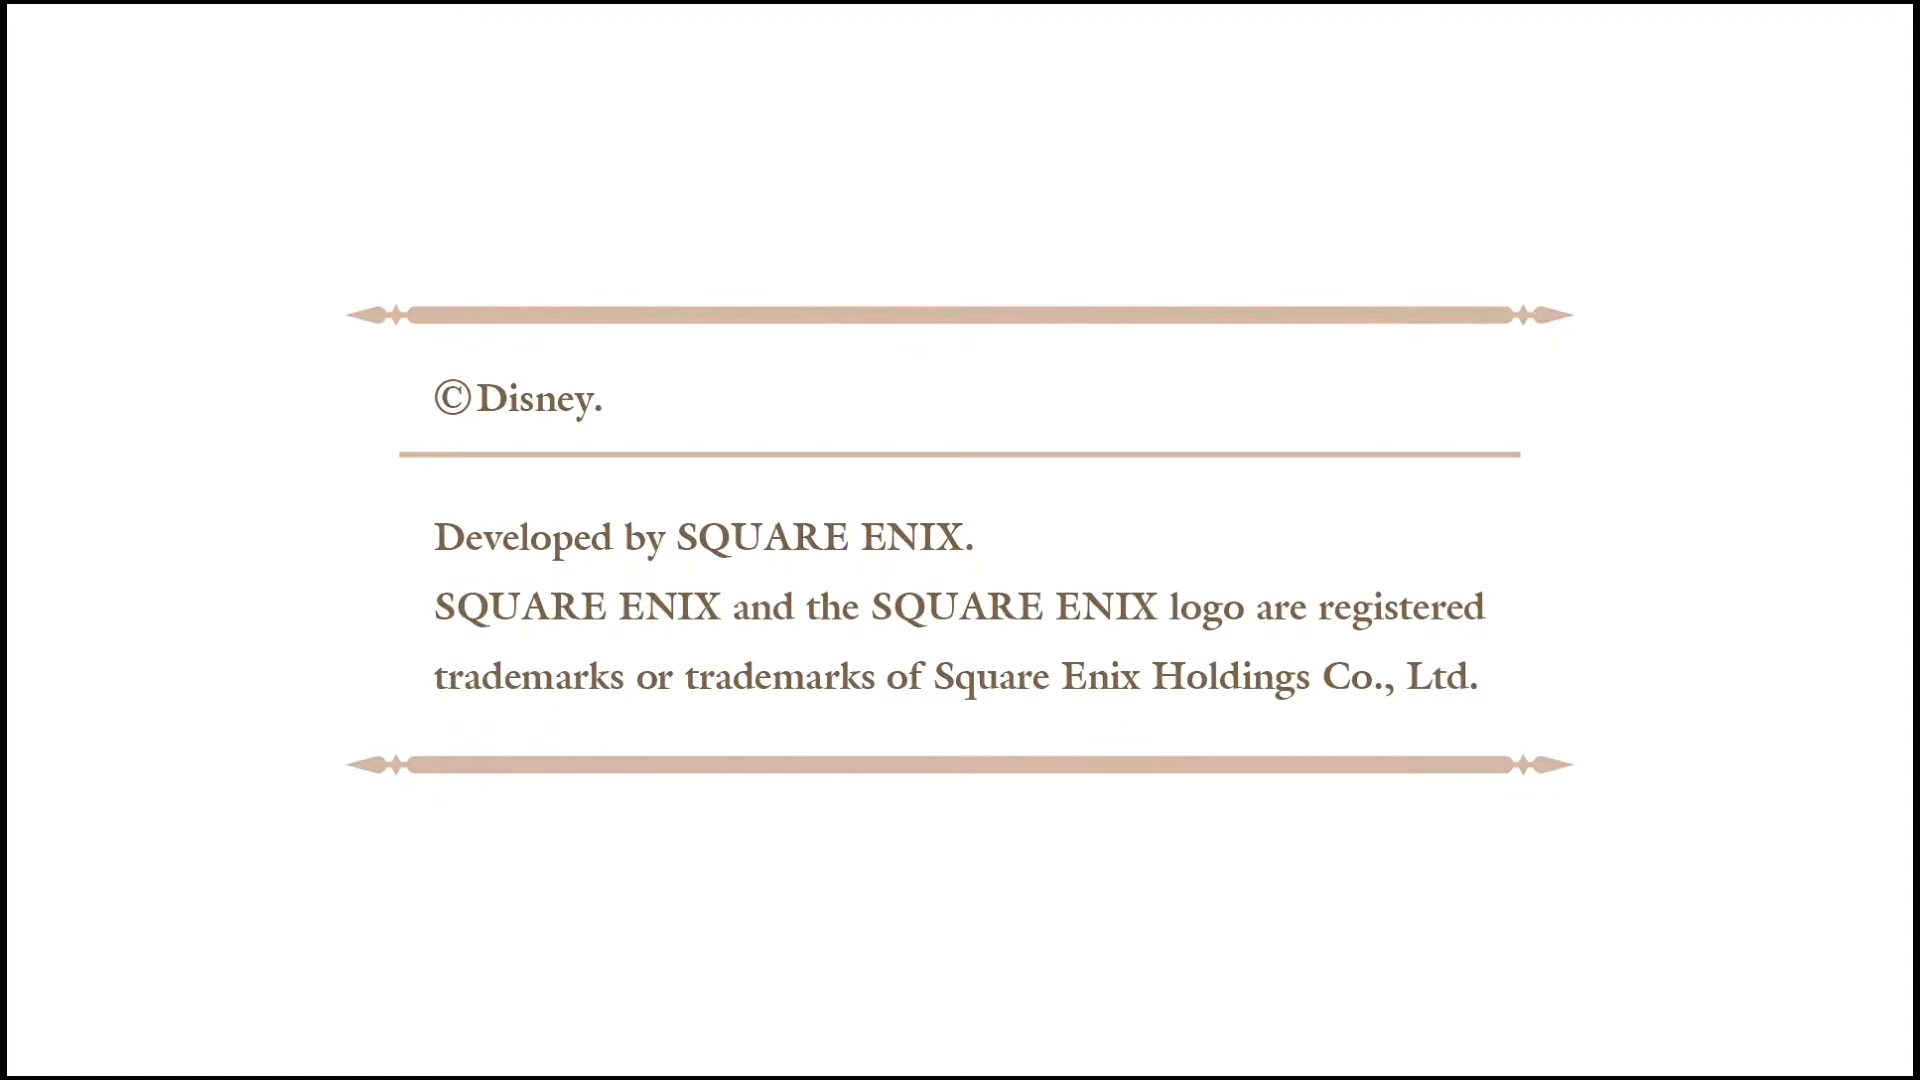 ©Disney.
Developed by SQUARE ENIX.
SQUARE ENIX and the SQUARE ENIX logo are registered
trademarks or trademarks of Square Enix Holdings Co., Ltd.